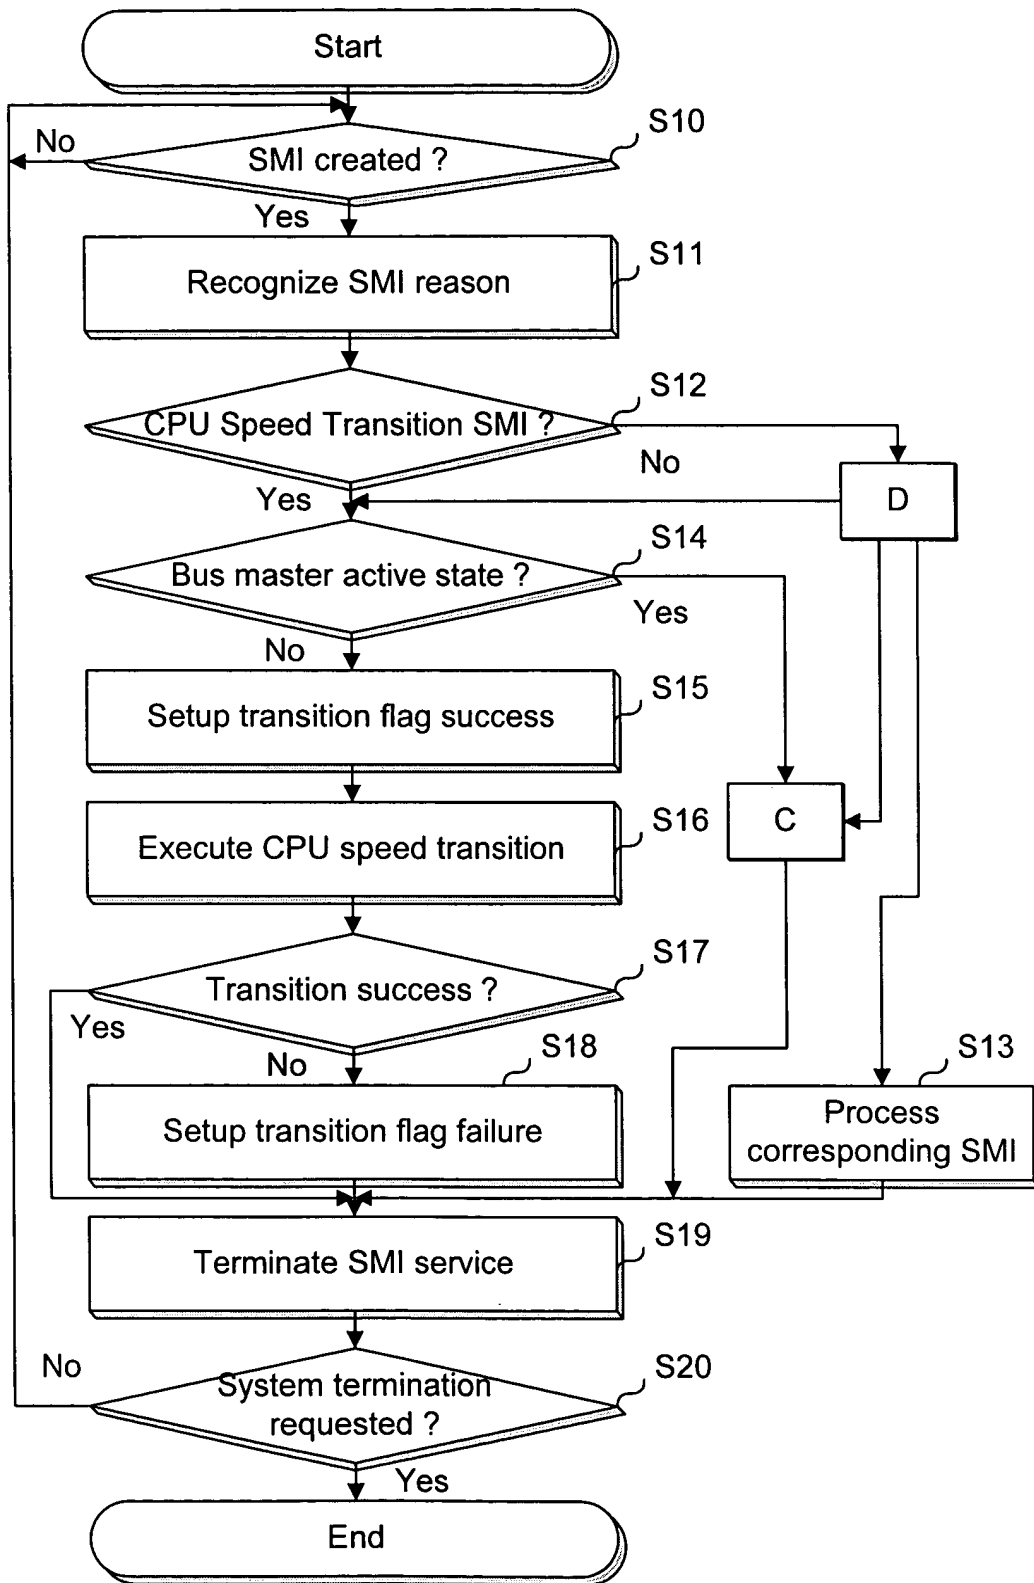 Start
No
S10
SMI created ?
Yes
S11
Recognize SMI reason
S12
CPU Speed Transition SMI ?
No
Yes
D
S14
Bus master active state ?
Yes
No
S15
Setup transition flag success
S16
C
Execute CPU speed transition
S17
Transition success ?
Yes
No
S18
S13
Setup transition flag failure
Process
corresponding SMI
S19
Terminate SMI service
No
S20
System termination
requested ?
Yes
End